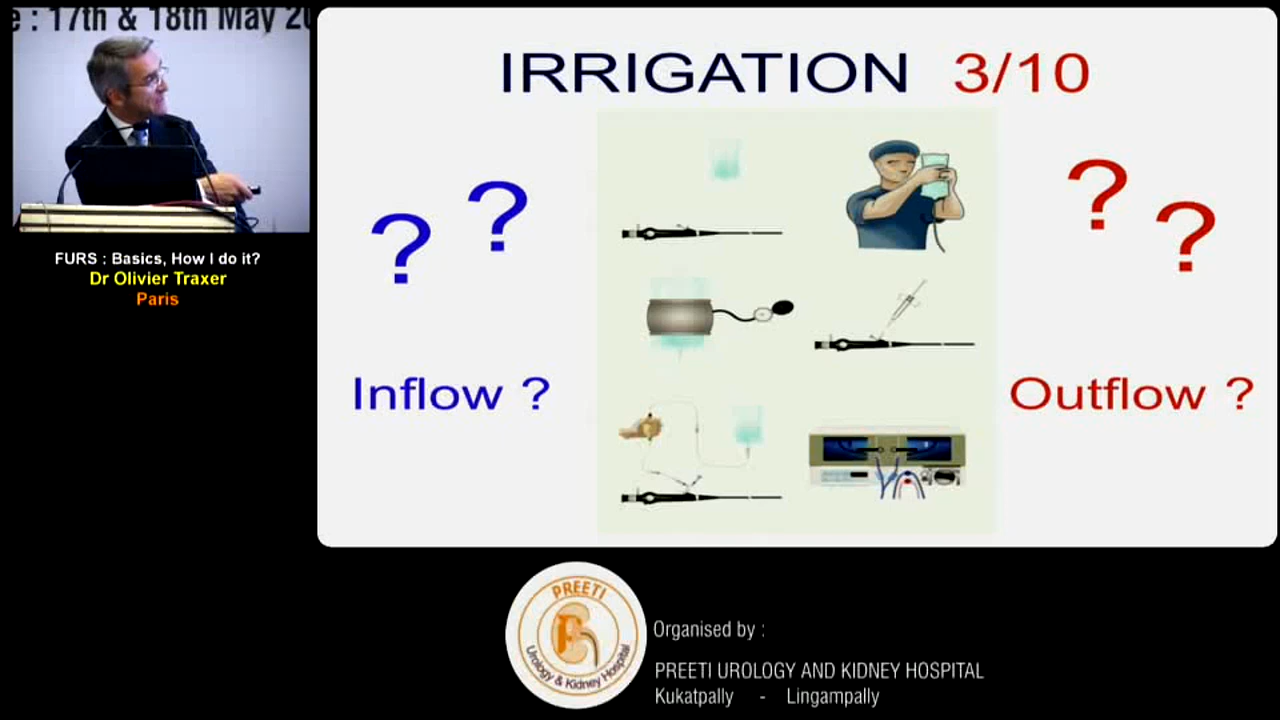 e : 17th & 18th May 20
FURS : Basics, How I do it?
Dr Olivier Traxer
Paris
IRRIGATION 3/10
? ?
? ?
Inflow ?
Outflow ?
PREETI
Urology & Kidney Hospital
Organised by :
PREETI UROLOGY AND KIDNEY HOSPITAL
Kukatpally - Lingampally